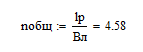 nобщ := lp / Bл = 4.58